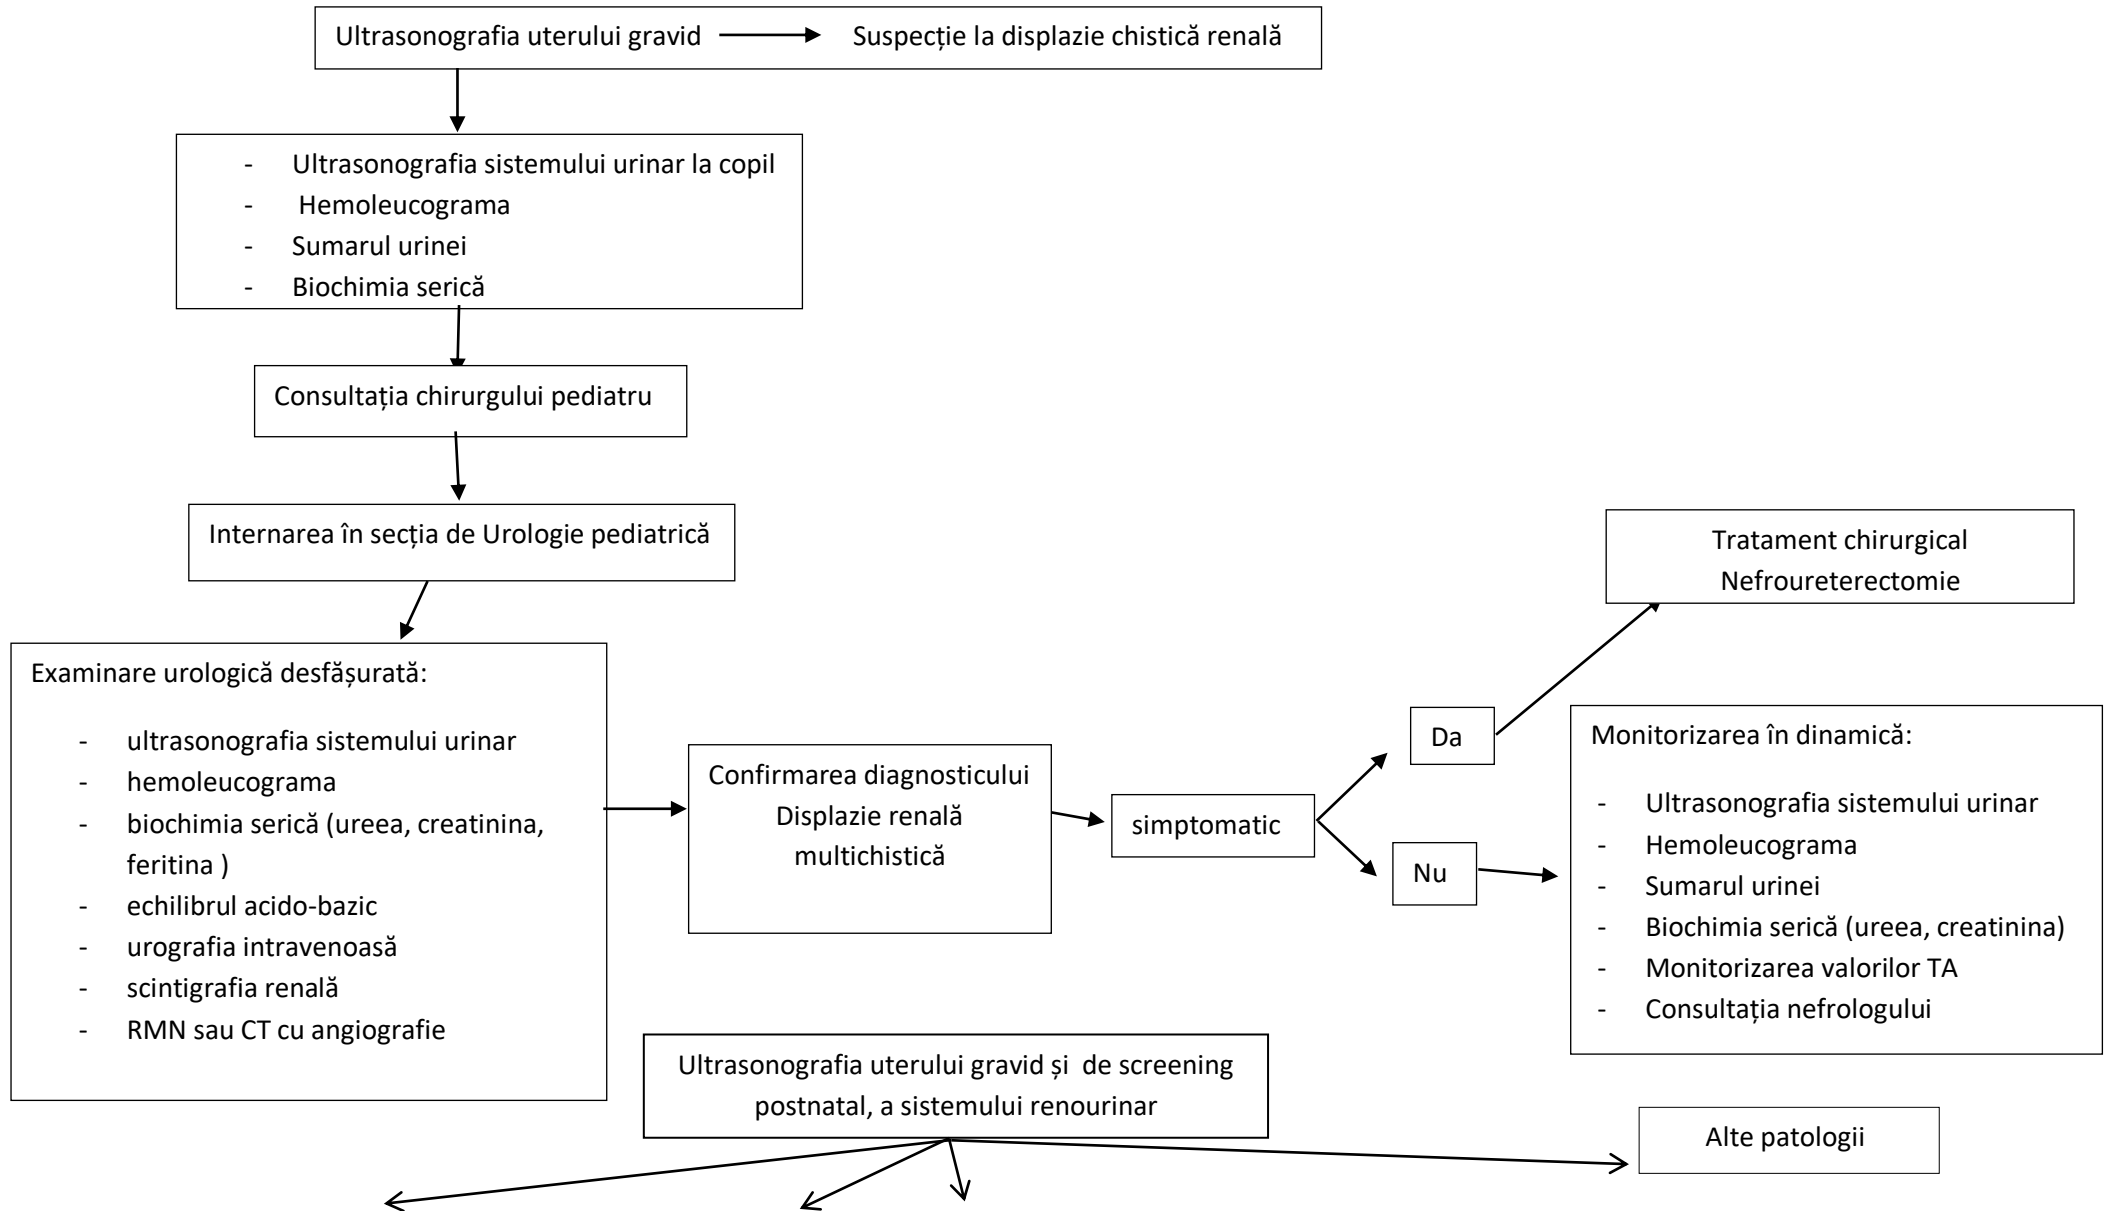 Ultrasonografia uterului gravid Suspecție la displazie chistică renală
- Ultrasonografia sistemului urinar la copil
- Hemoleucograma
- Sumarul urinei
- Biochimia serică
Consultația chirurgului pediatru
Internarea în secția de Urologie pediatrică
Examinare urologică desfășurată:
- ultrasonografia sistemului urinar
- hemoleucograma
- biochimia serică (ureea, creatinina,
feritina )
- echilibrul acido-bazic
- urografia intravenoasă
- scintigrafia renală
- RMN sau CT cu angiografie
Confirmarea diagnosticului
Displazie renală
multichistică
simptomatic
Da
Nu
Tratament chirurgical
Nefroureterectomie
Monitorizarea în dinamică:
- Ultrasonografia sistemului urinar
- Hemoleucograma
- Sumarul urinei
- Biochimia serică (ureea, creatinina)
- Monitorizarea valorilor TA
- Consultația nefrologului
Ultrasonografia uterului gravid și de screening
postnatal, a sistemului renourinar
Alte patologii